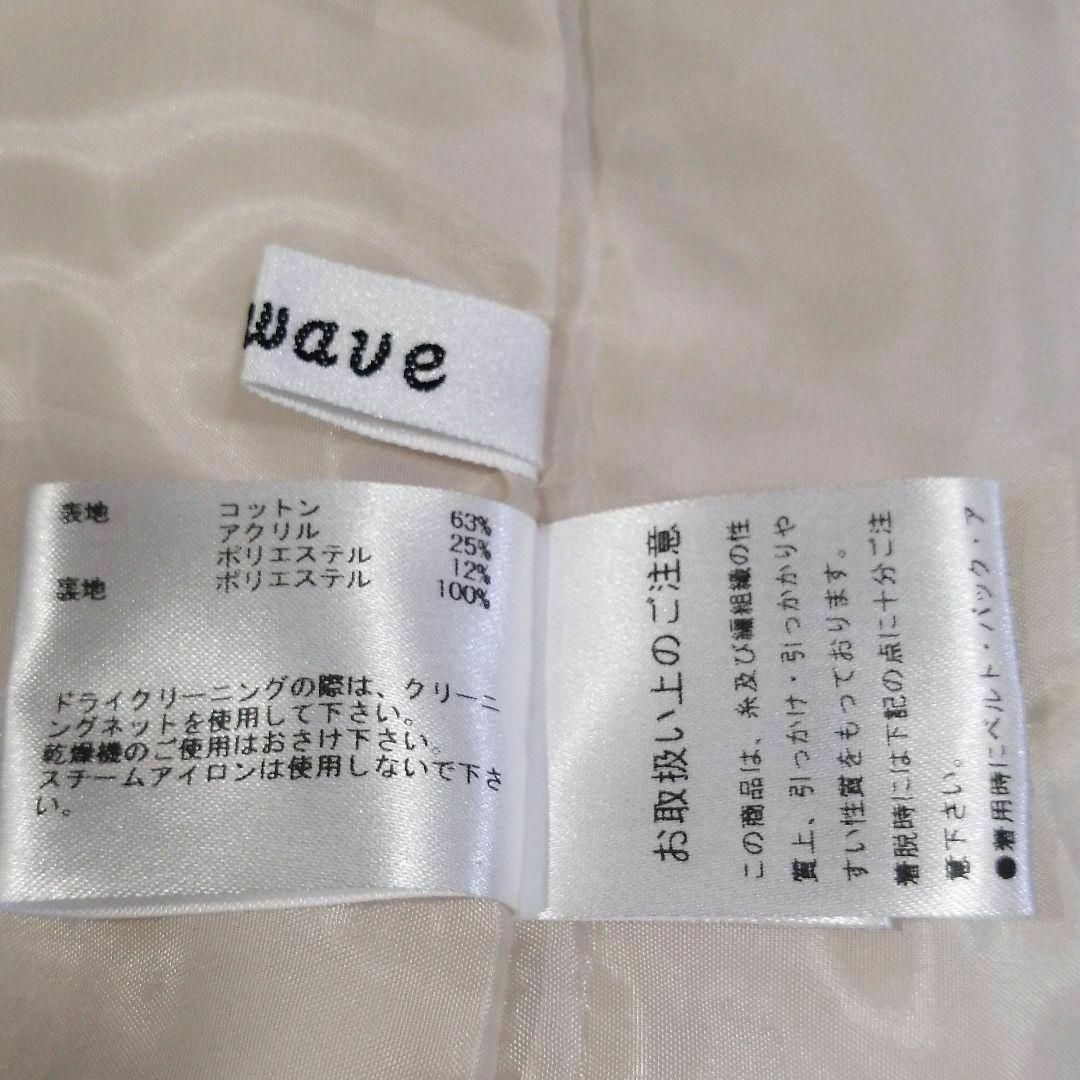 wave
表地 コットン 63%
アクリル 25%
ポリエステル 12%
裏地 ポリエステル 100%
ドライクリーニングの際は、クリーニ
ングネットを使用して下さい。
乾燥機のご使用はおさけ下さい。
スチームアイロンは使用しないで下さ
い。
お取扱い上のご注意
この商品は、糸及び編組織の性
質上、引っかけ・引っかかりや
すい性質をもっております。
着脱時には下記の点に十分ご注
意下さい。
●着用時にベルト・バック・ア